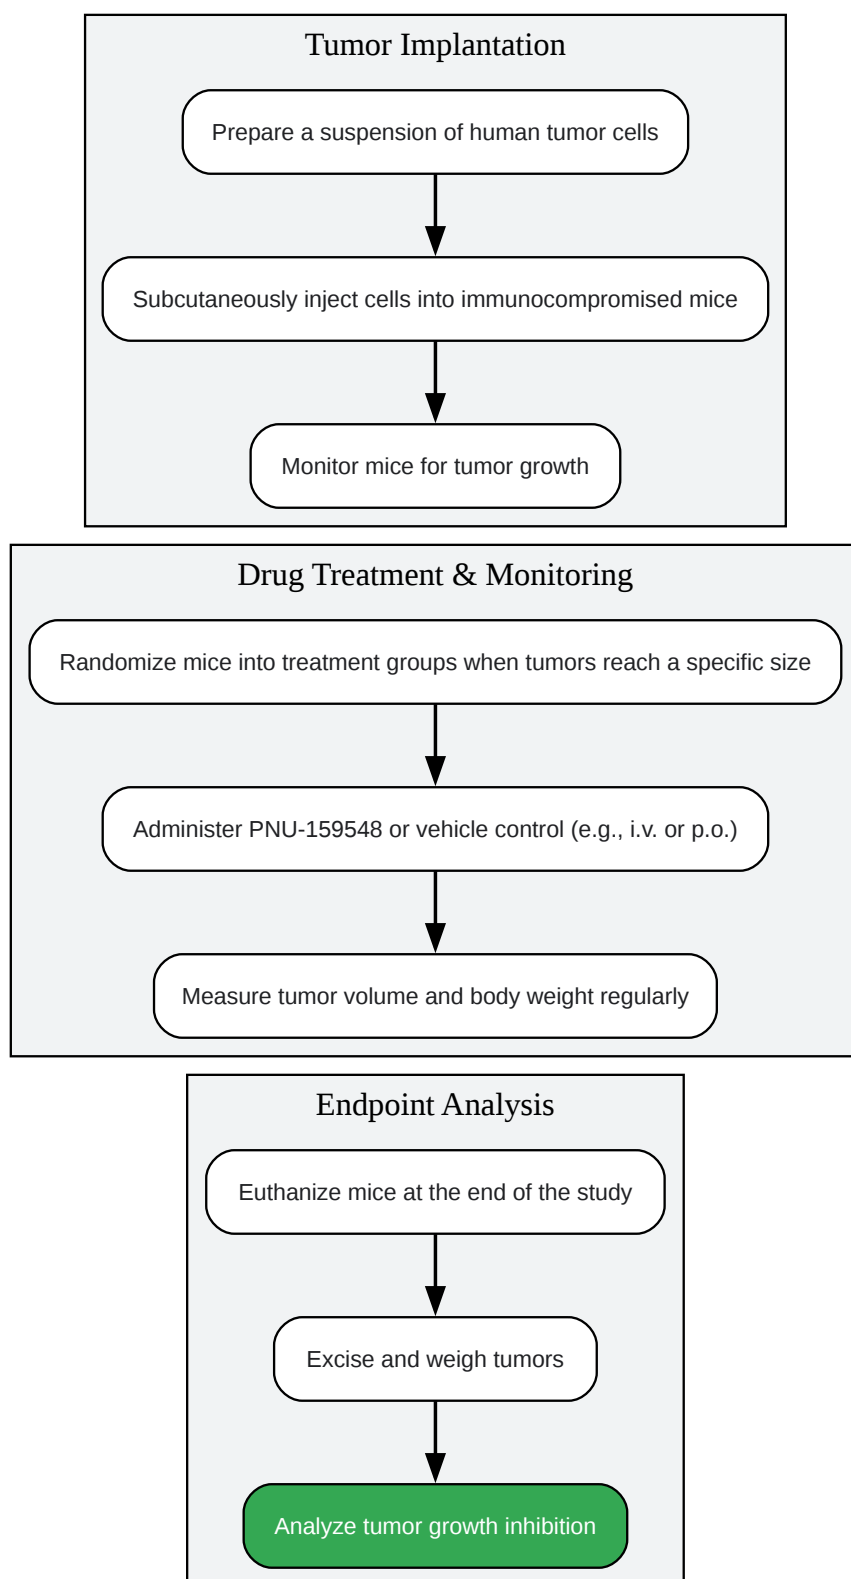 Tumor Implantation
Prepare a suspension of human tumor cells
Subcutaneously inject cells into immunocompromised mice
Monitor mice for tumor growth
Drug Treatment & Monitoring
Randomize mice into treatment groups when tumors reach a specific size
Administer PNU-159548 or vehicle control (e.g., i.v. or p.o.)
Measure tumor volume and body weight regularly
Endpoint Analysis
Euthanize mice at the end of the study
Excise and weigh tumors
Analyze tumor growth inhibition